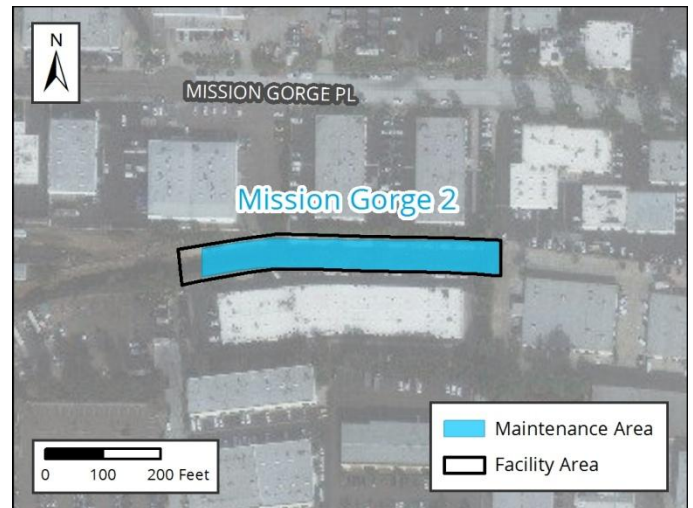 N
MISSION GORGE PL
Mission Gorge 2
Maintenance Area
Facility Area
0 100 200 Feet